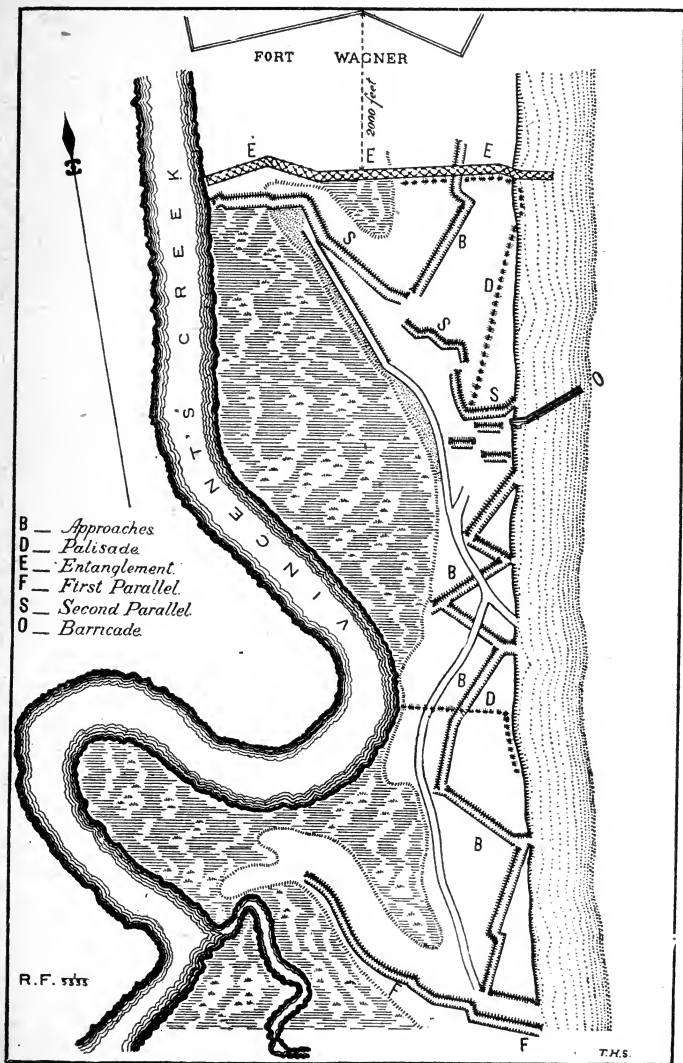 FORT WAGNER
2000 feet
E
E
E
S
B
D
S
S
O
VINCENT'S CREEK
B _ Approaches.
D _ Palisade.
E _ Entanglement.
F _ First Parallel.
S _ Second Parallel.
O _ Barricade.
B
B
D
B
R.F.
F
F
T.H.S.